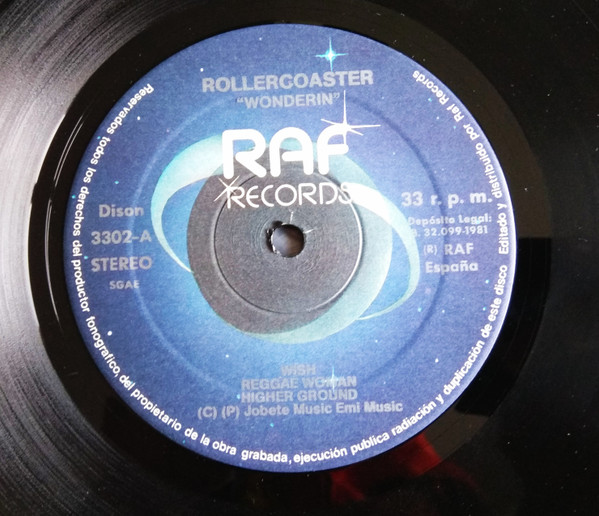 ROLLERCOASTER
"WONDERIN"
RAF
RECORDS
Dison
3302-A
STEREO
SGAE
33 r. p. m.
Depósito Legal:
B. 32.099-1981
(R) RAF
España
WISH
REGGAE WOMAN
HIGHER GROUND
(C) (P) Jobete Music Emi Music
Reservados todos los derechos del productor fonografico, del propietario de la obra grabada, ejecución publica radiación y duplicación de este disco Editado y distribuido por Raf Records